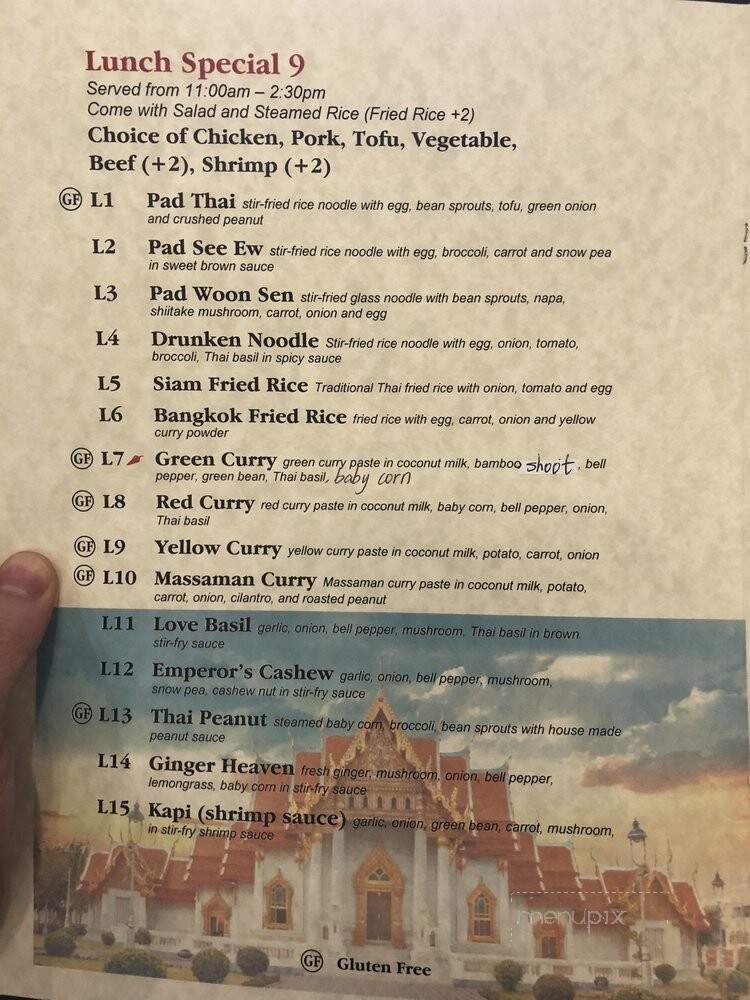 Lunch Special 9
Served from 11:00am – 2:30pm
Come with Salad and Steamed Rice (Fried Rice +2)
Choice of Chicken, Pork, Tofu, Vegetable,
Beef (+2), Shrimp (+2)
GF L1 Pad Thai stir-fried rice noodle with egg, bean sprouts, tofu, green onion
and crushed peanut
L2 Pad See Ew stir-fried rice noodle with egg, broccoli, carrot and snow pea
in sweet brown sauce
L3 Pad Woon Sen stir-fried glass noodle with bean sprouts, napa,
shiitake mushroom, carrot, onion and egg
L4 Drunken Noodle Stir-fried rice noodle with egg, onion, tomato,
broccoli, Thai basil in spicy sauce
L5 Siam Fried Rice Traditional Thai fried rice with onion, tomato and egg
L6 Bangkok Fried Rice fried rice with egg, carrot, onion and yellow
curry powder
GF L7 Green Curry green curry paste in coconut milk, bamboo shoot, bell
pepper, green bean, Thai basil, baby corn
GF L8 Red Curry red curry paste in coconut milk, baby corn, bell pepper, onion,
Thai basil
GF L9 Yellow Curry yellow curry paste in coconut milk, potato, carrot, onion
GF L10 Massaman Curry Massaman curry paste in coconut milk, potato,
carrot, onion, cilantro, and roasted peanut
L11 Love Basil garlic, onion, bell pepper, mushroom, Thai basil in brown
stir-fry sauce
L12 Emperor's Cashew garlic, onion, bell pepper, mushroom,
snow pea, cashew nut in stir-fry sauce
GF L13 Thai Peanut steamed baby corn, broccoli, bean sprouts with house made
peanut sauce
L14 Ginger Heaven fresh ginger, mushroom, onion, bell pepper,
lemongrass, baby corn in stir-fry sauce
L15 Kapi (shrimp sauce) garlic, onion, green bean, carrot, mushroom,
in stir-fry shrimp sauce
menupix
GF Gluten Free